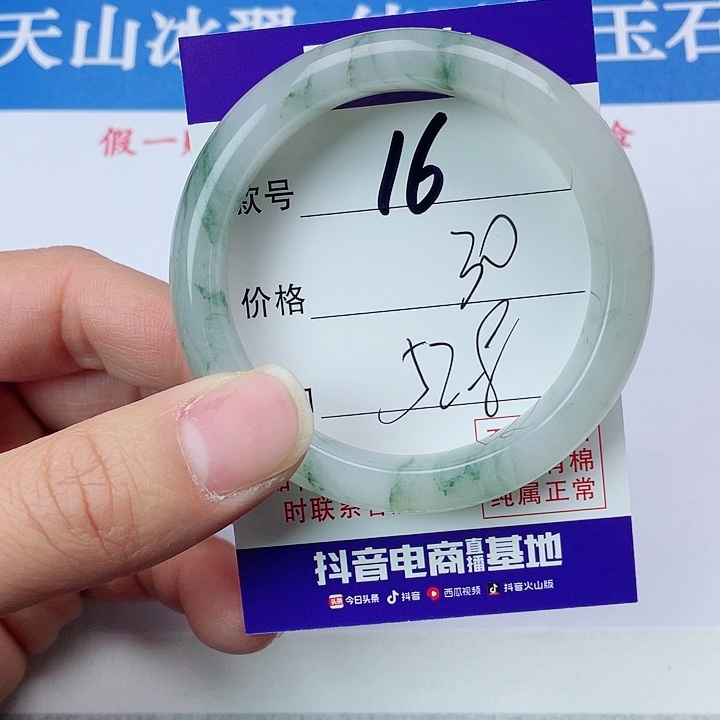 天山冰翠
玉石
假一
款号 16
价格 30
528
有棉
时联系
纯属正常
抖音电商直播基地
今日头条 抖音 西瓜视频 抖音火山版